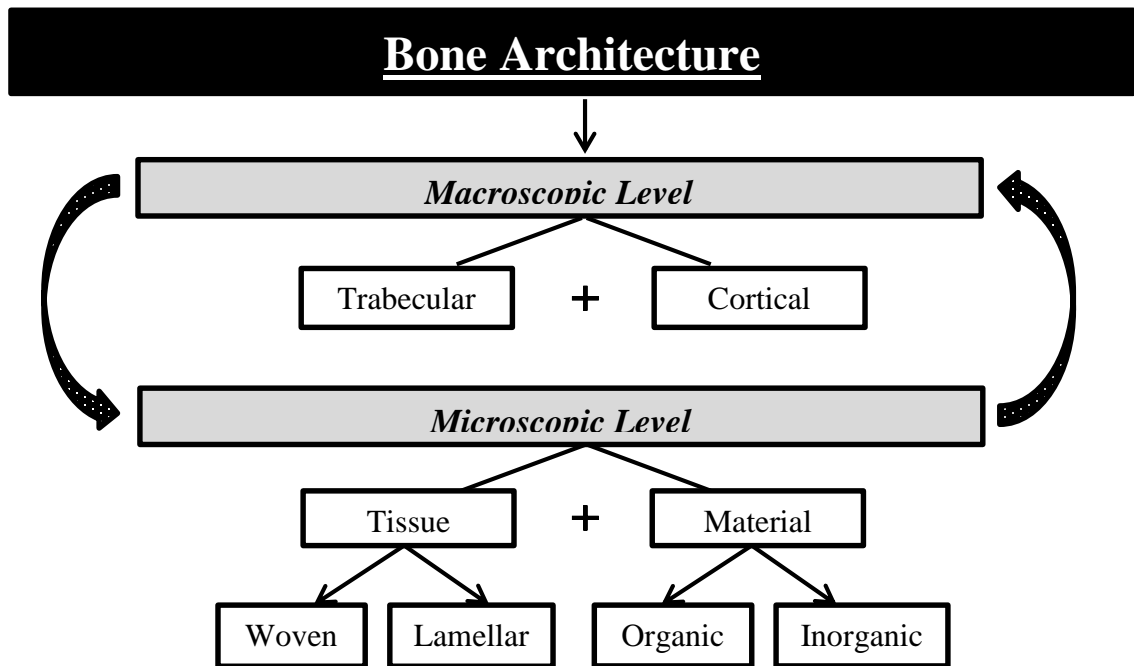 Bone Architecture
Macroscopic Level
Trabecular + Cortical
Microscopic Level
Tissue + Material
Woven Lamellar Organic Inorganic